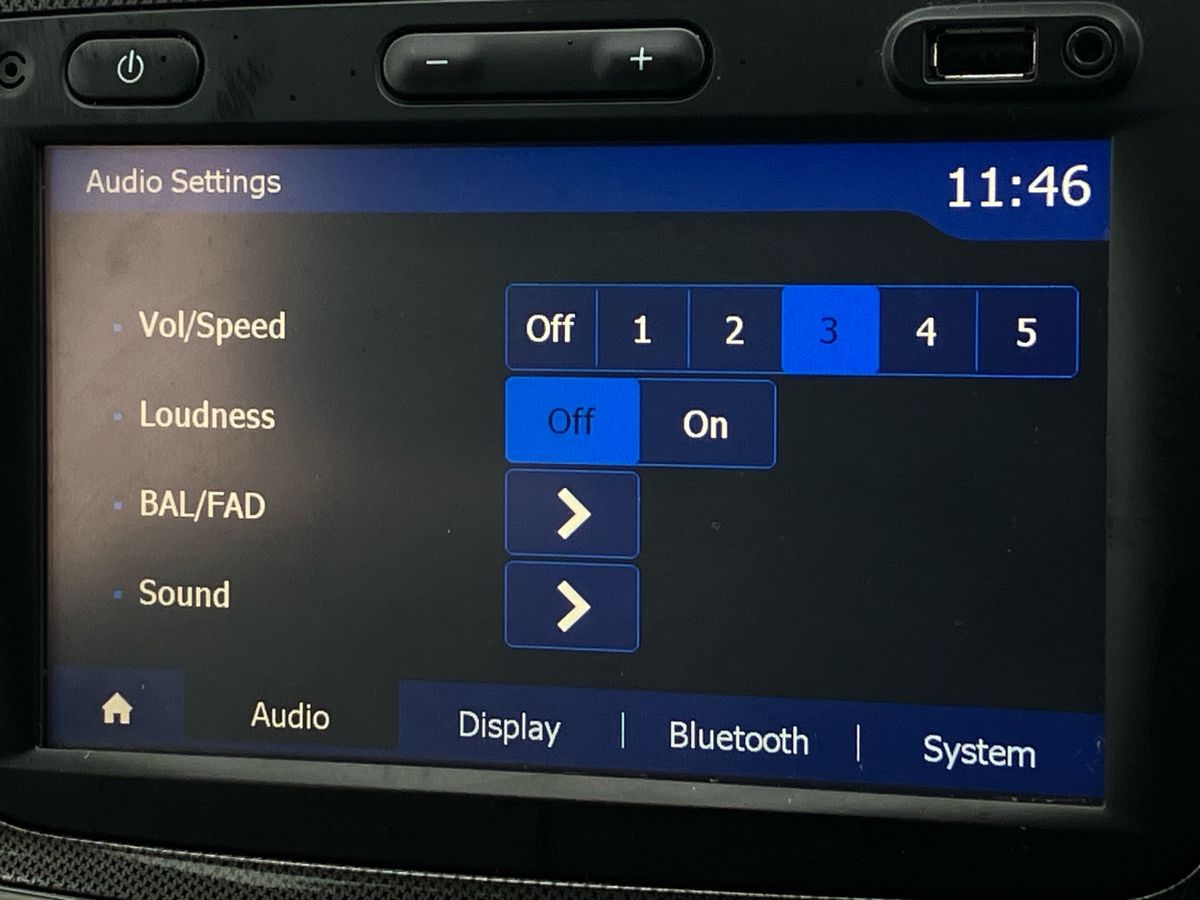 − +
Audio Settings 11:46
Vol/Speed Off 1 2 3 4 5
Loudness Off On
BAL/FAD
Sound
Audio Display | Bluetooth | System